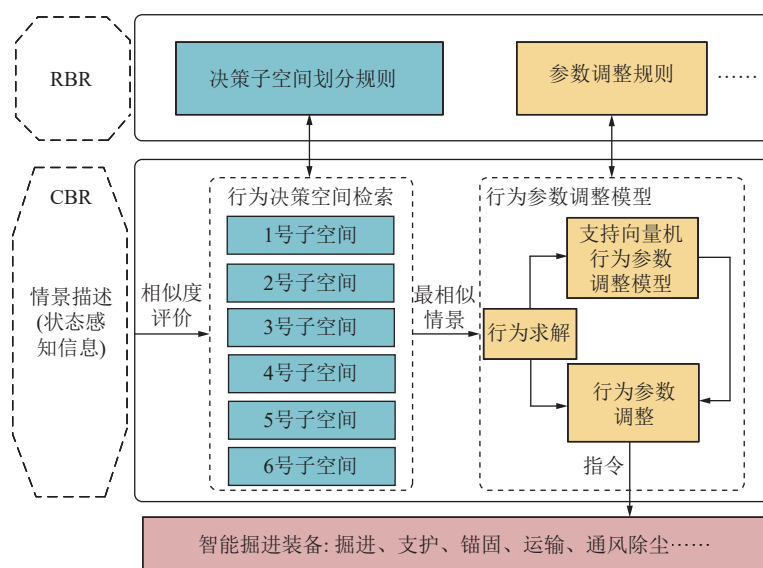 RBR
决策子空间划分规则
参数调整规则
……
CBR
情景描述
(状态感
知信息)
相似度
评价
行为决策空间检索
1号子空间
2号子空间
3号子空间
4号子空间
5号子空间
6号子空间
最相似
情景
行为参数调整模型
支持向量机
行为参数
调整模型
行为求解
行为参数
调整
指令
智能掘进装备: 掘进、支护、锚固、运输、通风除尘……